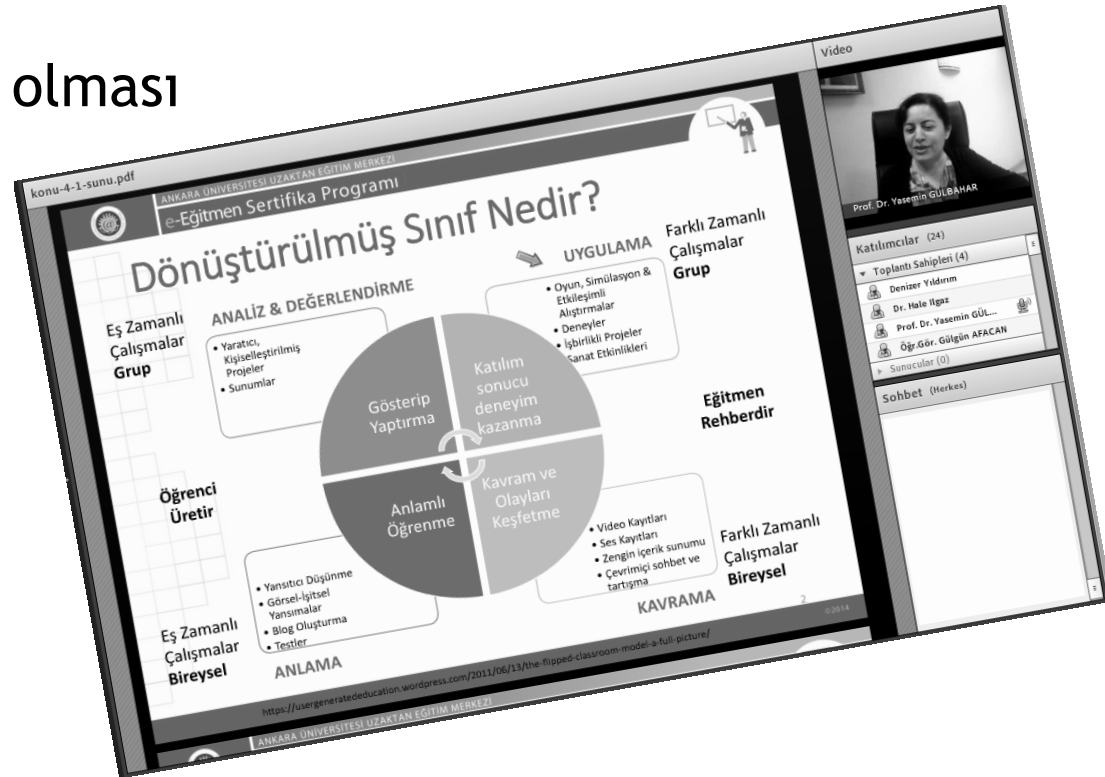 olması
konu-4-1-sunu.pdf
ANKARA ÜNİVERSİTESİ UZAKTAN EĞİTİM MERKEZİ
e-Eğitmen Sertifika Programı
Dönüştürülmüş Sınıf Nedir?
Eş Zamanlı
Çalışmalar
Grup
ANALİZ & DEĞERLENDİRME
• Yaratıcı,
Kişiselleştirilmiş
Projeler
• Sunumlar
UYGULAMA
• Oyun, Simülasyon &
Etkileşimli
Alıştırmalar
• Deneyler
• İşbirlikli Projeler
Sanat Etkinlikleri
Farklı Zamanlı
Çalışmalar
Grup
Gösterip
Yaptırma
Katılım
sonucu
deneyim
kazanma
Anlamlı
Öğrenme
Kavram ve
Olayları
Keşfetme
Öğrenci
Üretir
Eğitmen
Rehberdir
• Yansıtıcı Düşünme
• Görsel-İşitsel
Yansımalar
• Blog Oluşturma
• Testler
ANLAMA
Eş Zamanlı
Çalışmalar
Bireysel
• Video Kayıtları
• Ses Kayıtları
• Zengin içerik sunumu
• Çevrimiçi sohbet ve
tartışma
KAVRAMA
Farklı Zamanlı
Çalışmalar
Bireysel
2
©2014
https://usergeneratededucation.wordpress.com/2011/06/13/the-flipped-classroom-model-a-full-picture/
ANKARA ÜNİVERSİTESİ UZAKTAN EĞİTİM MERKEZİ
Video
Prof. Dr. Yasemin GÜLBAHAR
Katılımcılar (24)
Toplantı Sahipleri (4)
Denizer Yıldırım
Dr. Hale Ilgaz
Prof. Dr. Yasemin GÜL...
Öğr.Gör. Gülgün AFACAN
Sunucular (0)
Sohbet (Herkes)